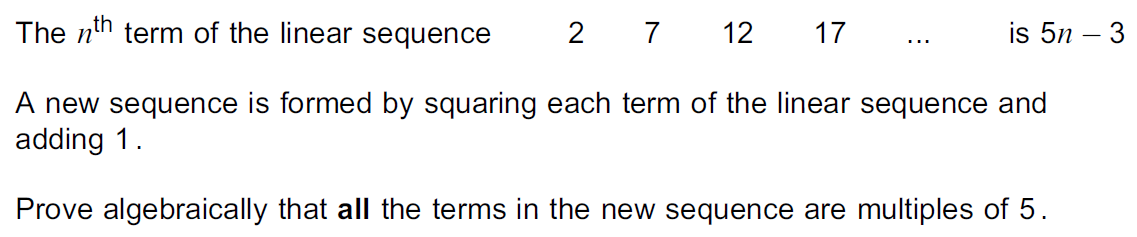 The nth term of the linear sequence 2 7 12 17 ... is 5n – 3
A new sequence is formed by squaring each term of the linear sequence and
adding 1.
Prove algebraically that all the terms in the new sequence are multiples of 5.